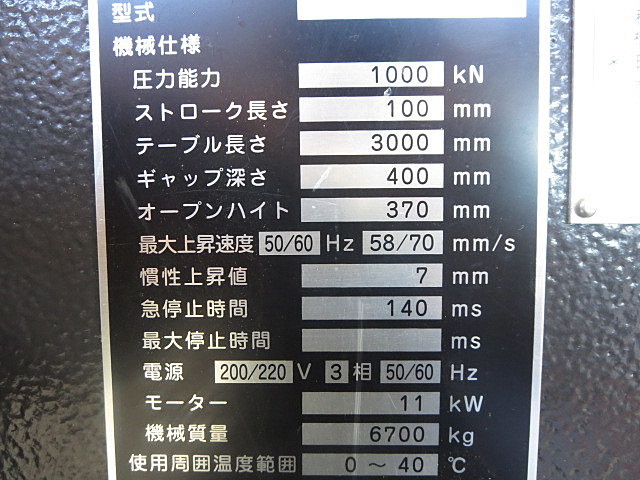 型式
機械仕様
圧力能力 1000 kN
ストローク長さ 100 mm
テーブル長さ 3000 mm
ギャップ深さ 400 mm
オープンハイト 370 mm
最大上昇速度 50/60 Hz 58/70 mm/s
慣性上昇値 7 mm
急停止時間 140 ms
最大停止時間 ms
電源 200/220 V 3 相 50/60 Hz
モーター 11 kW
機械質量 6700 kg
使用周囲温度範囲 0 ～ 40 ℃